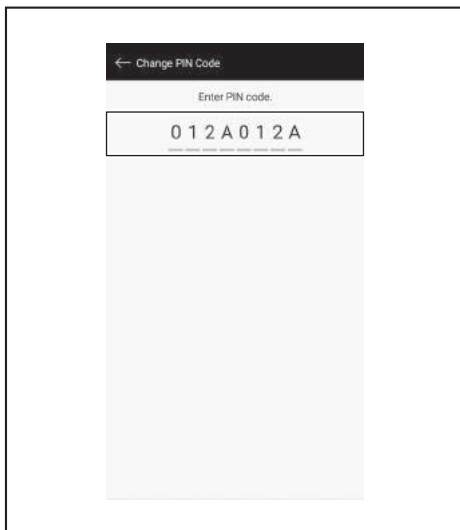 ← Change PIN Code
Enter PIN code.
0 1 2 A 0 1 2 A